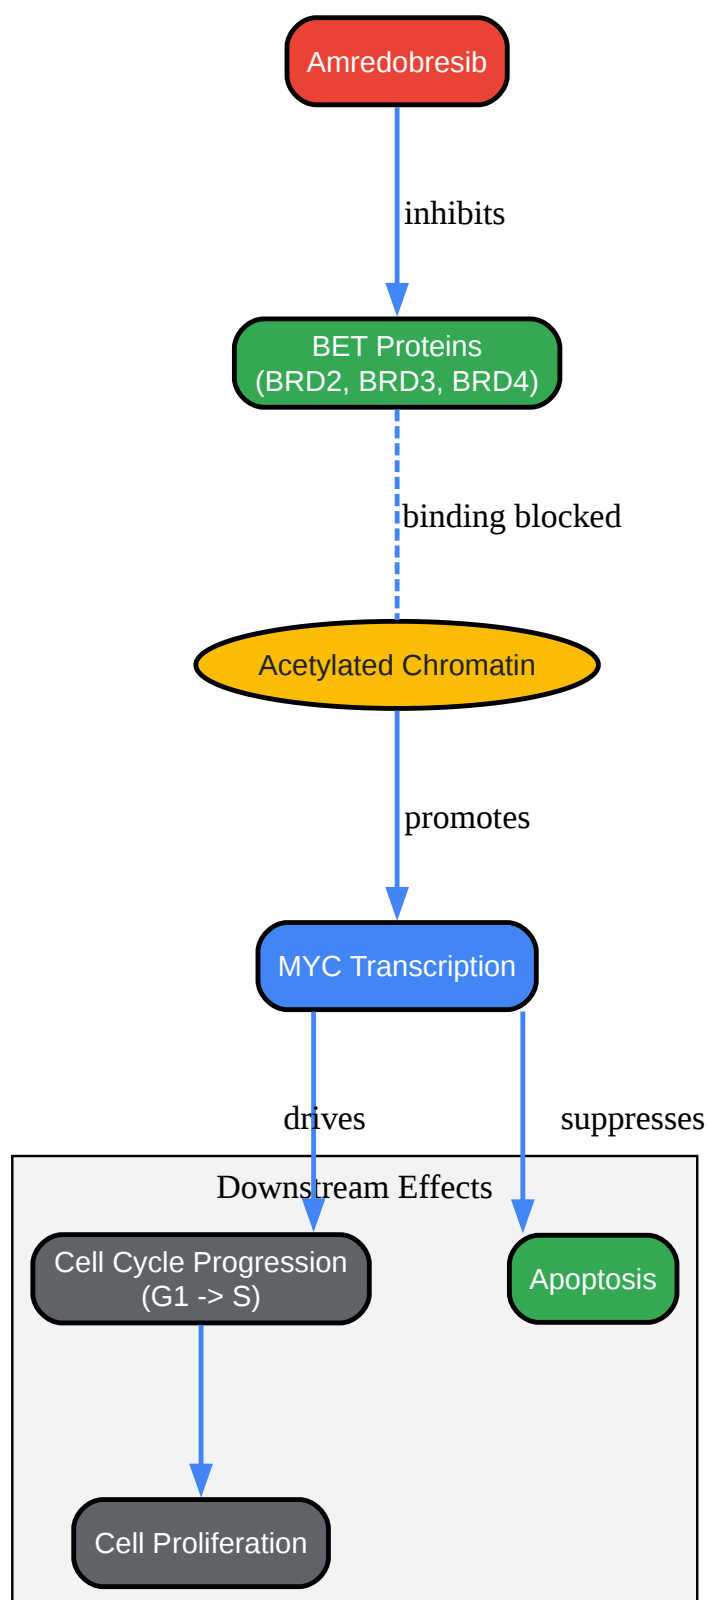 Amredobresib
inhibits
BET Proteins
(BRD2, BRD3, BRD4)
binding blocked
Acetylated Chromatin
promotes
MYC Transcription
drives
suppresses
Downstream Effects
Cell Cycle Progression
(G1 -> S)
Apoptosis
Cell Proliferation